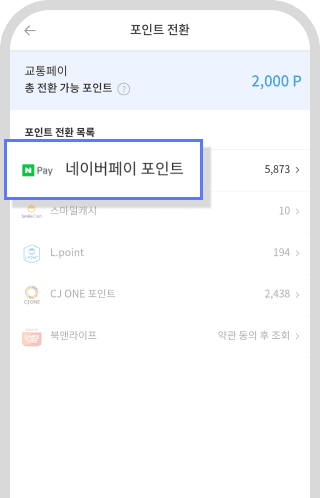 포인트 전환
교통페이
총 전환 가능 포인트 ?
2,000 P
포인트 전환 목록
N Pay 네이버페이 포인트 5,873
스마일캐시 10
L.POINT L.point 194
CJ ONE CJ ONE 포인트 2,438
북앤라이프 약관 동의 후 조회